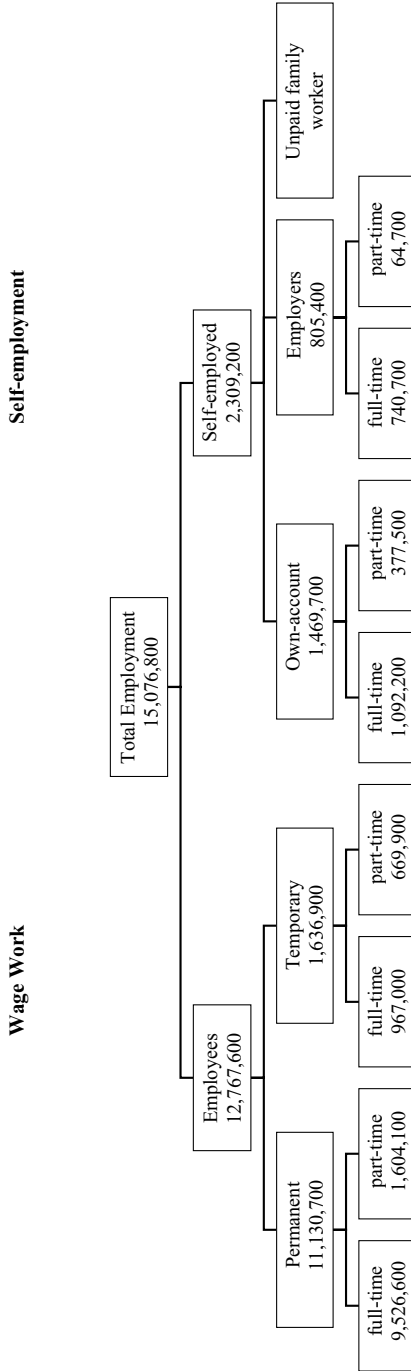 Wage Work
Self-employment
Total Employment
15,076,800
Employees
12,767,600
Self-employed
2,309,200
Permanent
11,130,700
Temporary
1,636,900
Own-account
1,469,700
Employers
805,400
Unpaid family
worker
full-time
9,526,600
part-time
1,604,100
full-time
967,000
part-time
669,900
full-time
1,092,200
part-time
377,500
full-time
740,700
part-time
64,700